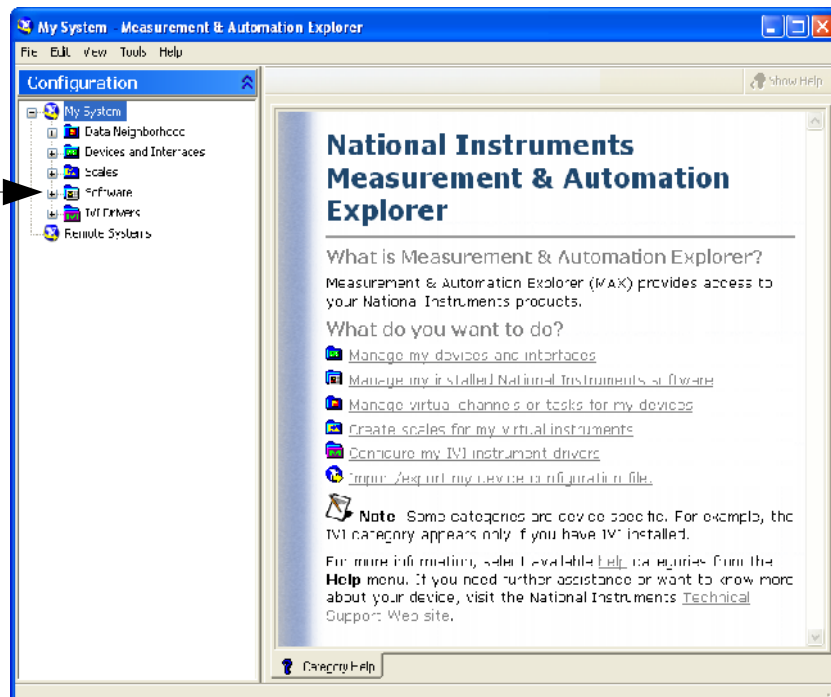 My System - Measurement & Automation Explorer
File Edit View Tools Help
Configuration
Show Help
My System
Data Neighborhood
Devices and Interfaces
Scales
Software
IVI Drivers
Remote Systems
National Instruments
Measurement & Automation
Explorer
What is Measurement & Automation Explorer?
Measurement & Automation Explorer (MAX) provides access to
your National Instruments products.
What do you want to do?
Manage my devices and interfaces
Manage my installed National Instruments software
Manage virtual channels or tasks for my devices
Create scales for my virtual instruments
Configure my IVI instrument drivers
Import/export my device configuration file.
Note Some categories are device specific. For example, the
IVI category appears only if you have IVI installed.
For more information, select available help categories from the
Help menu. If you need further assistance or want to know more
about your device, visit the National Instruments Technical
Support Web site.
Category Help